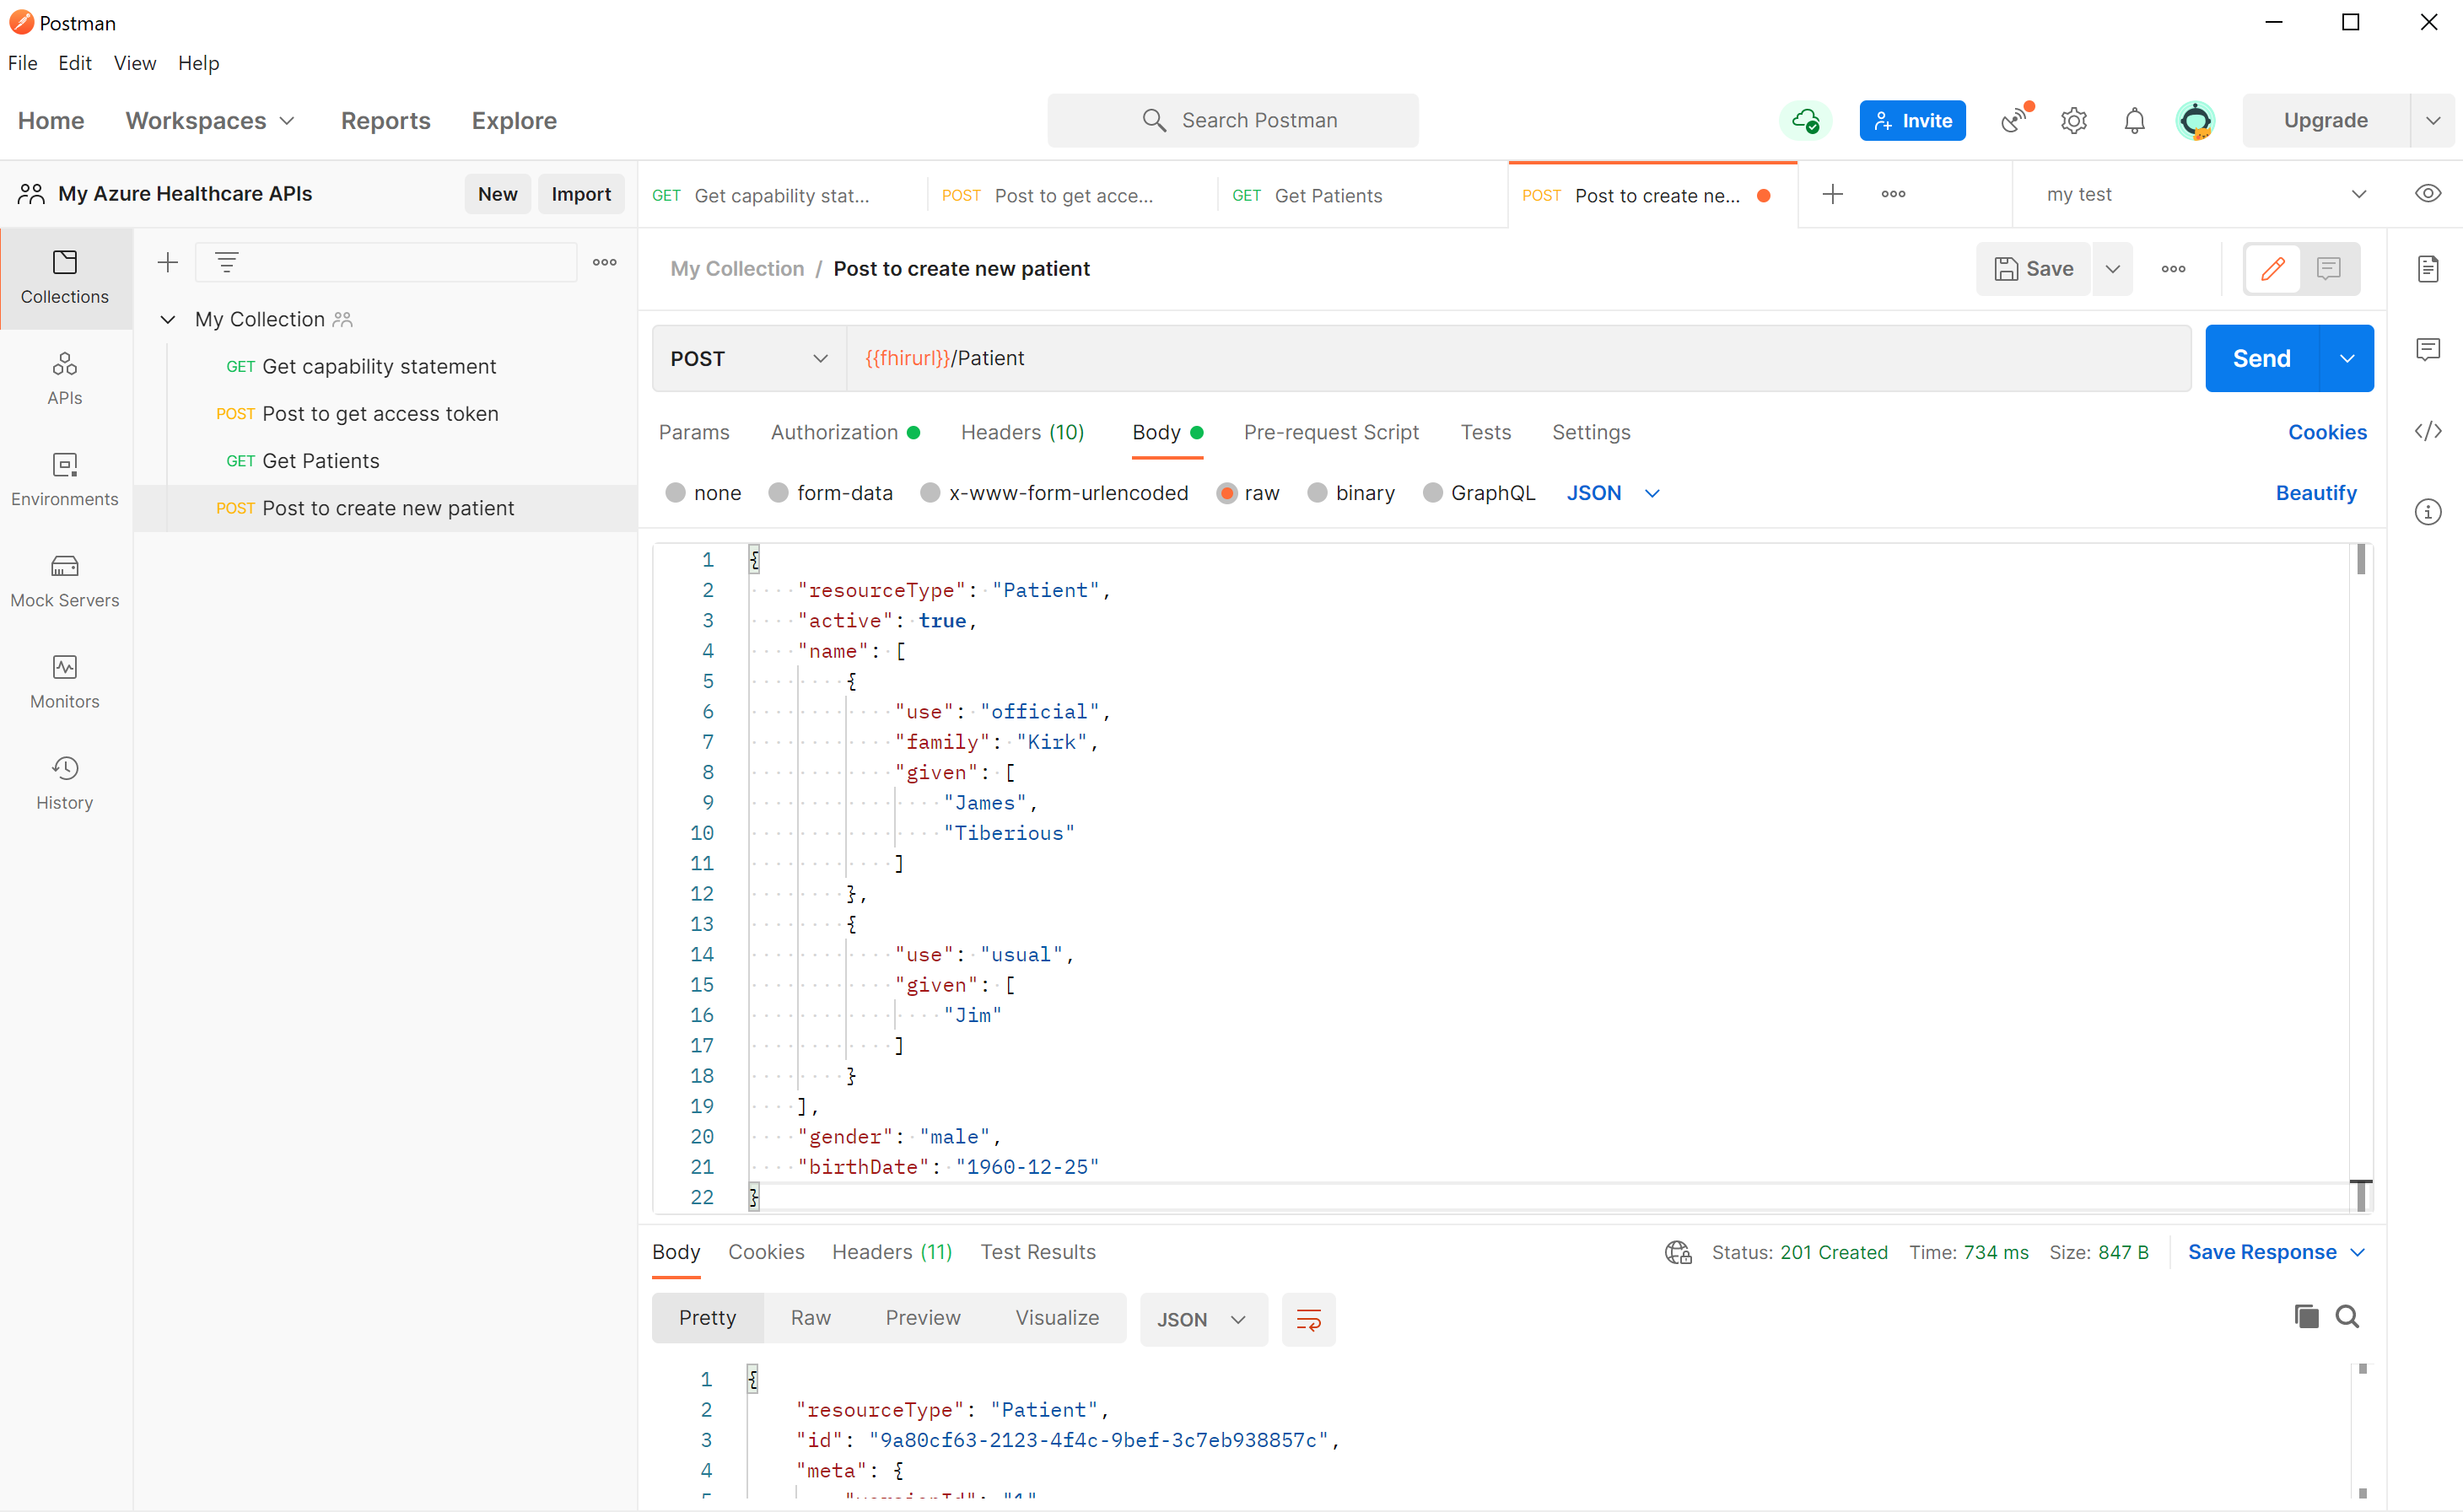 Postman
File Edit View Help
Home Workspaces Reports Explore Search Postman Invite Upgrade
My Azure Healthcare APIs New Import GET Get capability stat... POST Post to get acce... GET Get Patients POST Post to create ne... my test
Collections
My Collection / Post to create new patient Save
My Collection
GET Get capability statement
POST Post to get access token
GET Get Patients
POST Post to create new patient
APIs
Environments
Mock Servers
Monitors
History
POST {{fhirurl}}/Patient Send
Params Authorization Headers (10) Body Pre-request Script Tests Settings Cookies
none form-data x-www-form-urlencoded raw binary GraphQL JSON Beautify
1 {
2 "resourceType": "Patient",
3 "active": true,
4 "name": [
5 {
6 "use": "official",
7 "family": "Kirk",
8 "given": [
9 "James",
10 "Tiberious"
11 ]
12 },
13 {
14 "use": "usual",
15 "given": [
16 "Jim"
17 ]
18 }
19 ],
20 "gender": "male",
21 "birthDate": "1960-12-25"
22 }
Body Cookies Headers (11) Test Results Status: 201 Created Time: 734 ms Size: 847 B Save Response
Pretty Raw Preview Visualize JSON
1 {
2 "resourceType": "Patient",
3 "id": "9a80cf63-2123-4f4c-9bef-3c7eb938857c",
4 "meta": {
5 "versionId": "1"